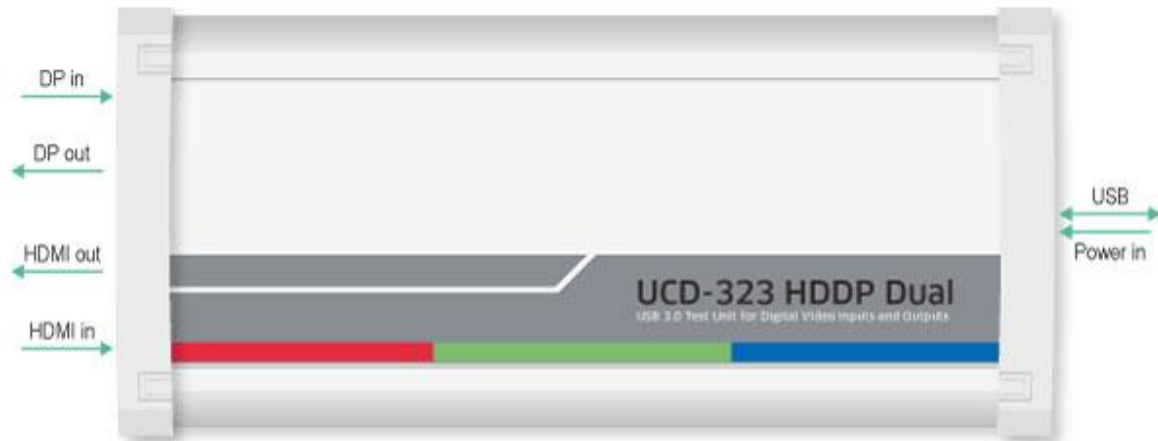 DP in
DP out
HDMI out
HDMI in
UCD-323 HDDP Dual
USB 3.0 Test Unit for Digital Video Inputs and Outputs
USB
Power in